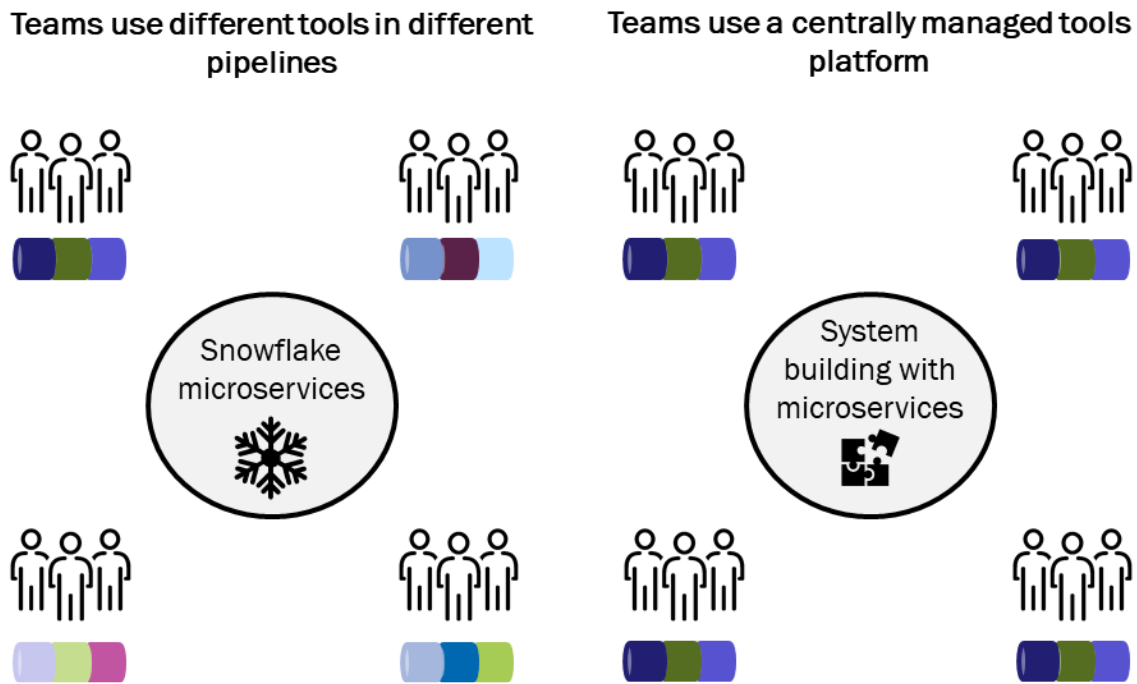 Teams use different tools in different
pipelines
Teams use a centrally managed tools
platform
Snowflake
microservices
System
building with
microservices